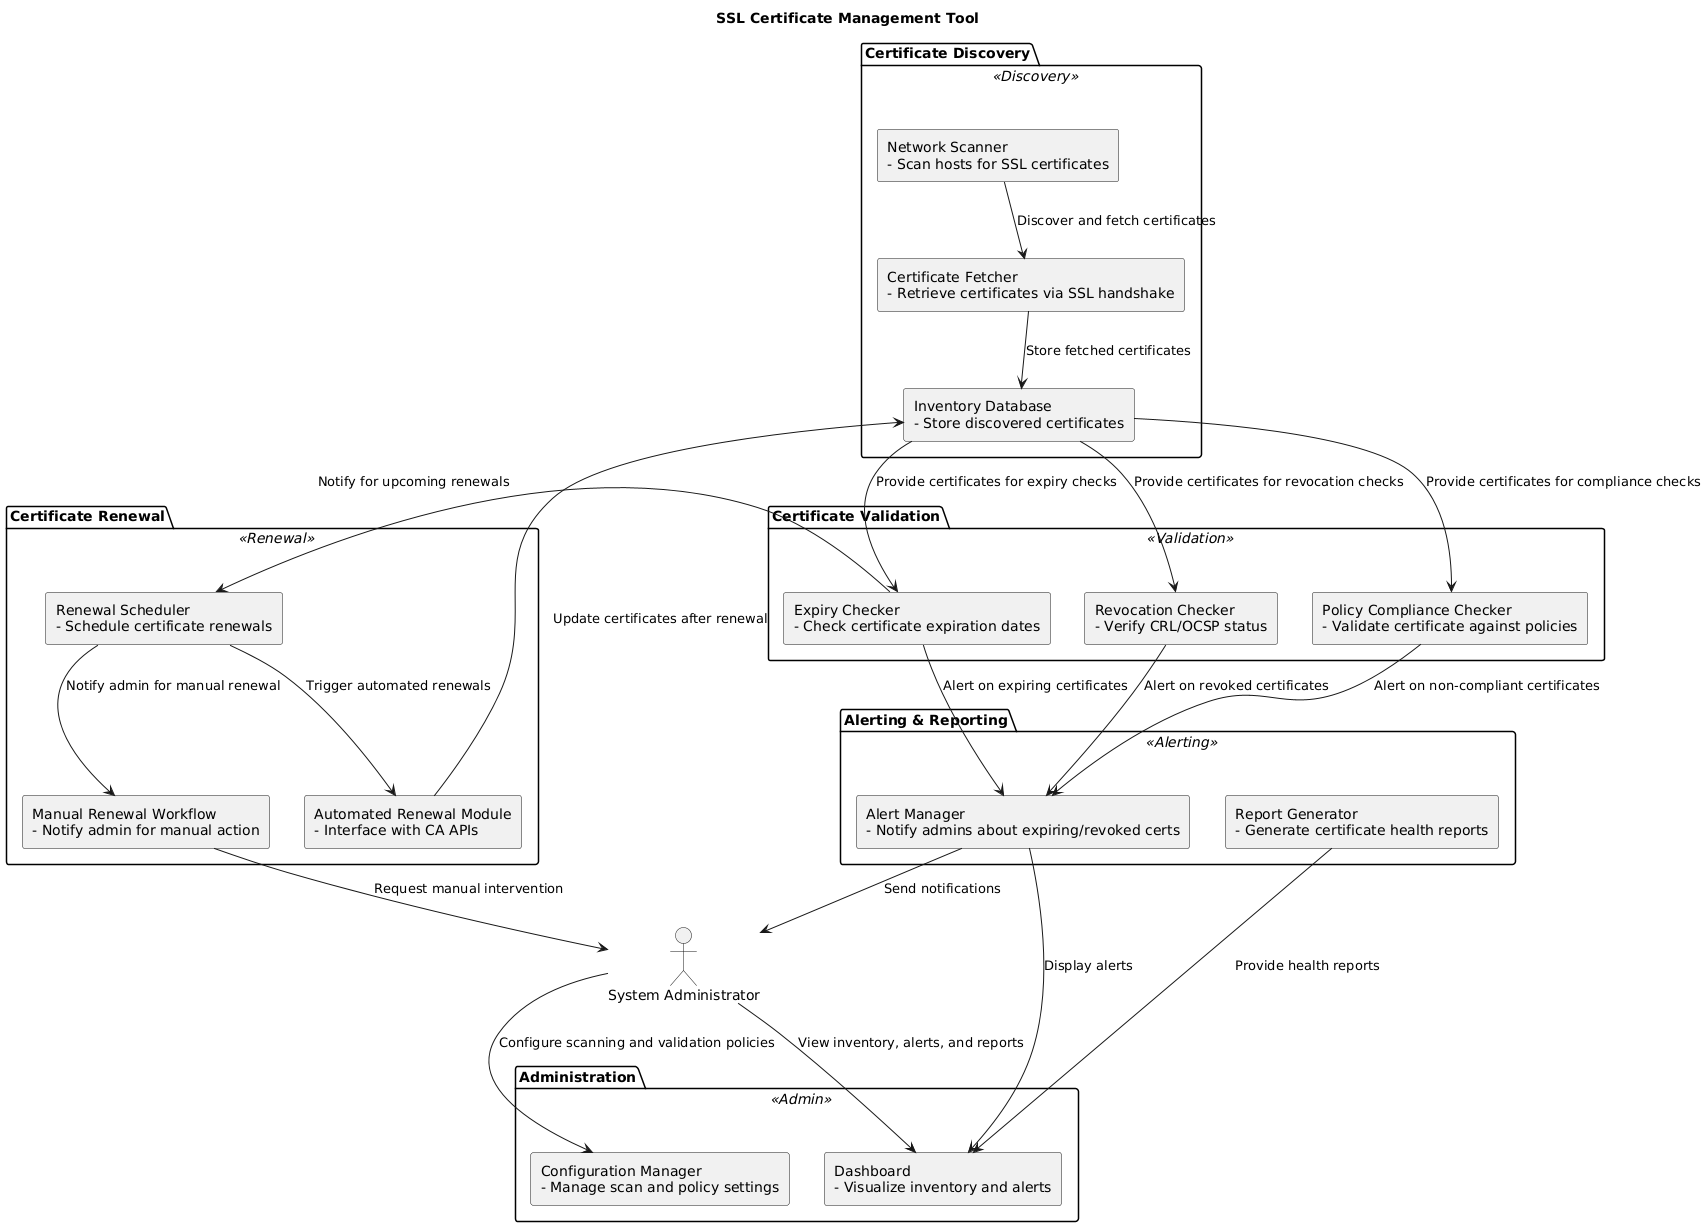 SSL Certificate Management Tool
Certificate Discovery
«Discovery»
Network Scanner
- Scan hosts for SSL certificates
Discover and fetch certificates
Certificate Fetcher
- Retrieve certificates via SSL handshake
Store fetched certificates
Inventory Database
- Store discovered certificates
Notify for upcoming renewals
Provide certificates for expiry checks
Provide certificates for revocation checks
Provide certificates for compliance checks
Certificate Renewal
«Renewal»
Certificate Validation
«Validation»
Renewal Scheduler
- Schedule certificate renewals
Update certificates after renewal
Expiry Checker
- Check certificate expiration dates
Revocation Checker
- Verify CRL/OCSP status
Policy Compliance Checker
- Validate certificate against policies
Notify admin for manual renewal
Trigger automated renewals
Alert on expiring certificates
Alert on revoked certificates
Alert on non-compliant certificates
Alerting & Reporting
«Alerting»
Manual Renewal Workflow
- Notify admin for manual action
Automated Renewal Module
- Interface with CA APIs
Alert Manager
- Notify admins about expiring/revoked certs
Report Generator
- Generate certificate health reports
Request manual intervention
Send notifications
System Administrator
Display alerts
Provide health reports
Configure scanning and validation policies
View inventory, alerts, and reports
Administration
«Admin»
Configuration Manager
- Manage scan and policy settings
Dashboard
- Visualize inventory and alerts